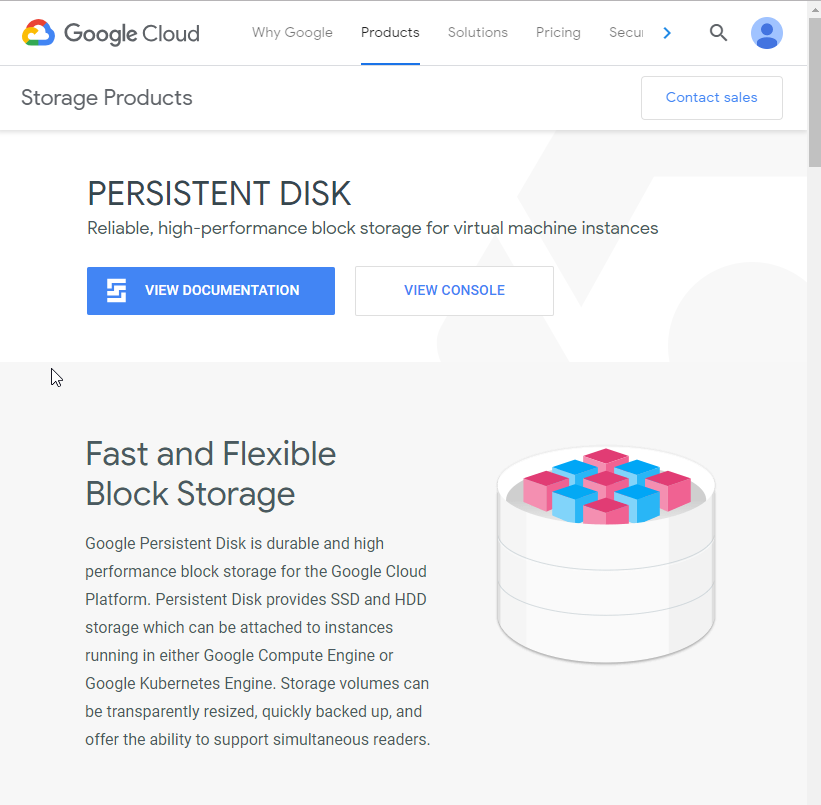 Google Cloud Why Google Products Solutions Pricing Secu
Storage Products Contact sales
PERSISTENT DISK
Reliable, high-performance block storage for virtual machine instances
VIEW DOCUMENTATION VIEW CONSOLE
Fast and Flexible
Block Storage
Google Persistent Disk is durable and high
performance block storage for the Google Cloud
Platform. Persistent Disk provides SSD and HDD
storage which can be attached to instances
running in either Google Compute Engine or
Google Kubernetes Engine. Storage volumes can
be transparently resized, quickly backed up, and
offer the ability to support simultaneous readers.